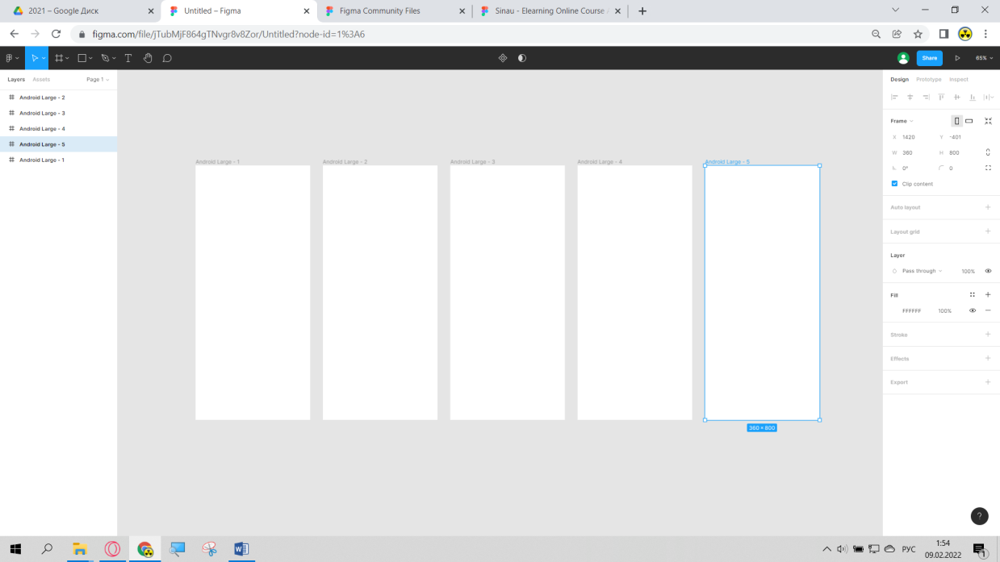 2021 – Google Диск
Untitled – Figma
Figma Community Files
Sinau - Elearning Online Course
figma.com/file/jTubMjF864gTNvgr8v8Zor/Untitled?node-id=1%3A6
Share
65%
Layers
Assets
Page 1
Android Large - 2
Android Large - 3
Android Large - 4
Android Large - 5
Android Large - 1
Android Large - 1
Android Large - 2
Android Large - 3
Android Large - 4
Android Large - 5
360 × 800
Design
Prototype
Inspect
Frame
X 1420 Y -401
W 360 H 800
0° 0
Clip content
Auto layout
Layout grid
Layer
Pass through 100%
Fill
FFFFFF 100%
Stroke
Effects
Export
?
РУС
1:54
09.02.2022
1